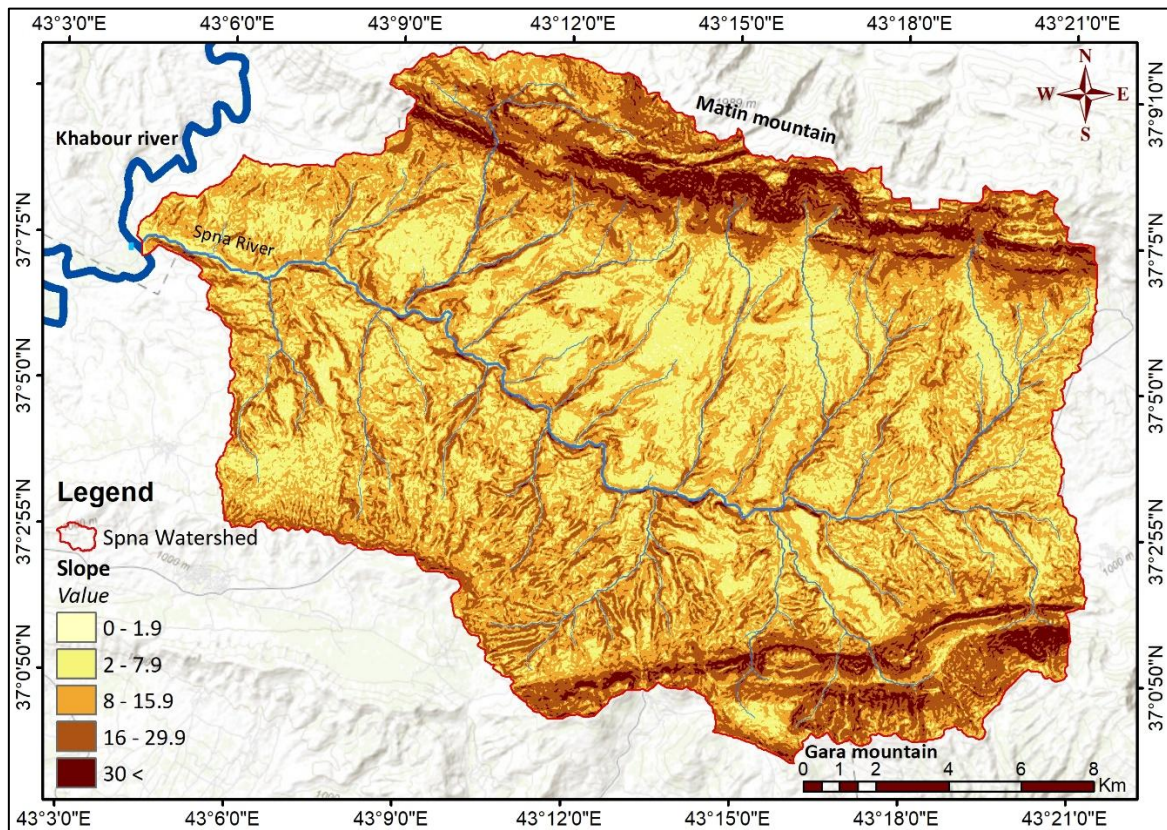 43°3'0"E 43°6'0"E 43°9'0"E 43°12'0"E 43°15'0"E 43°18'0"E 43°21'0"E
N
W E
S
37°9'10"N
1989 m
Matin mountain
Khabour river
37°7'5"N
37°7'5"N
Spna River
37°5'0"N
37°5'0"N
Legend
Spna Watershed
37°2'55"N
37°2'55"N
1000 m
1000 m
Slope
Value
0 - 1.9
2 - 7.9
8 - 15.9
16 - 29.9
30 <
37°0'50"N
37°0'50"N
Gara mountain
0 1 2 4 6 8
Km
43°3'0"E 43°6'0"E 43°9'0"E 43°12'0"E 43°15'0"E 43°18'0"E 43°21'0"E